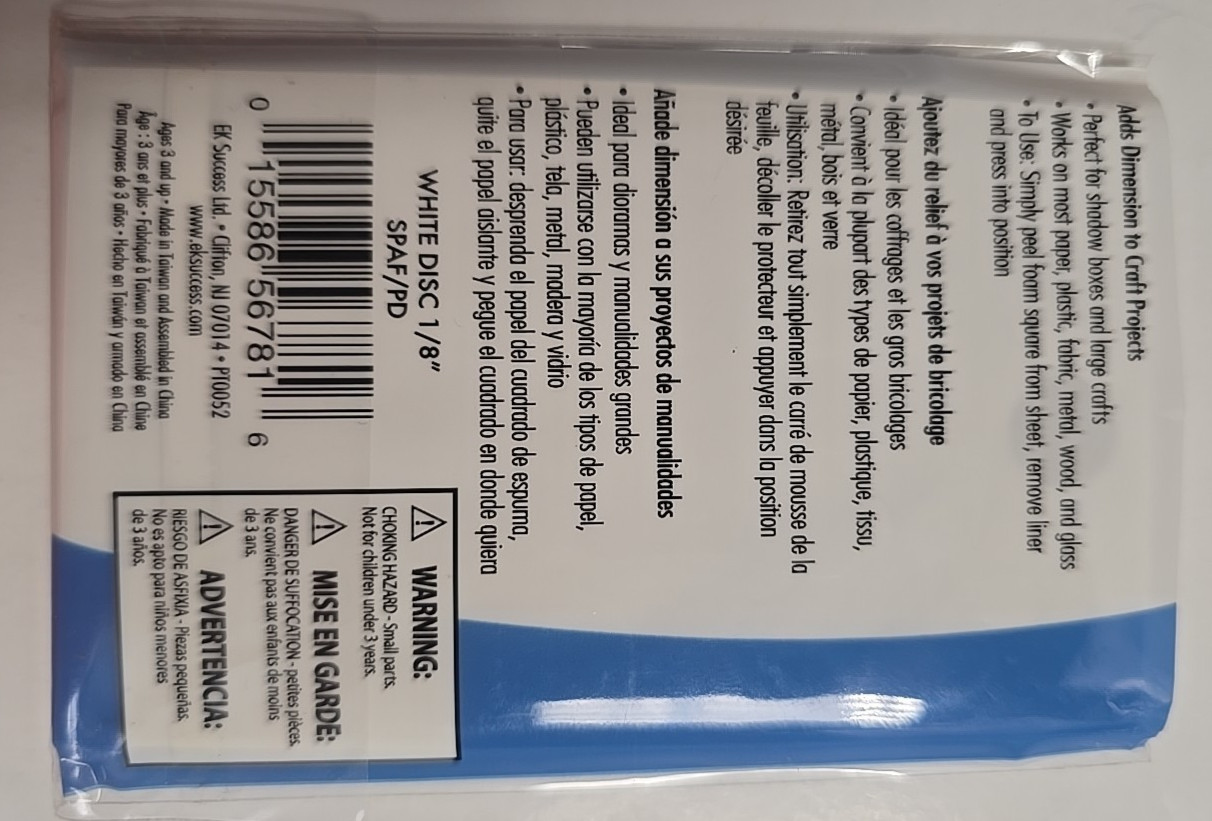 Adds Dimension to Craft Projects
• Perfect for shadow boxes and large crafts
• Works on most paper, plastic, fabric, metal, wood, and glass
• To Use: Simply peel foam square from sheet, remove liner
and press into position
Ajoutez du relief à vos projets de bricolage
• Idéal pour les coffrages et les gros bricolages
• Convient à la plupart des types de papier, plastique, tissu,
métal, bois et verre
• Utilisation: Retirez tout simplement le carré de mousse de la
feuille, décoller le protecteur et appuyer dans la position
désirée
Añade dimensión a sus proyectos de manualidades
• Ideal para dioramas y manualidades grandes
• Pueden utilizarse con la mayoría de los tipos de papel,
plástico, tela, metal, madera y vidrio
• Para usar: desprenda el papel del cuadrado de espuma,
quite el papel aislante y pegue el cuadrado en donde quiera
WHITE DISC 1/8"
SPAF/PD
0 15586 56781 6
EK Success Ltd. • Clifton, NJ 07014 • PT0052
www.eksuccess.com
Ages 3 and up • Made in Taiwan and Assembled in China
Age : 3 ans et plus • Fabriqué à Taiwan et assemblé en Chine
Para mayores de 3 años • Hecho en Taiwán y armado en China
WARNING:
CHOKING HAZARD - Small parts.
Not for children under 3 years.
MISE EN GARDE:
DANGER DE SUFFOCATION - petites pièces.
Ne convient pas aux enfants de moins
de 3 ans.
ADVERTENCIA:
RIESGO DE ASFIXIA - Piezas pequeñas.
No es apto para niños menores
de 3 años.